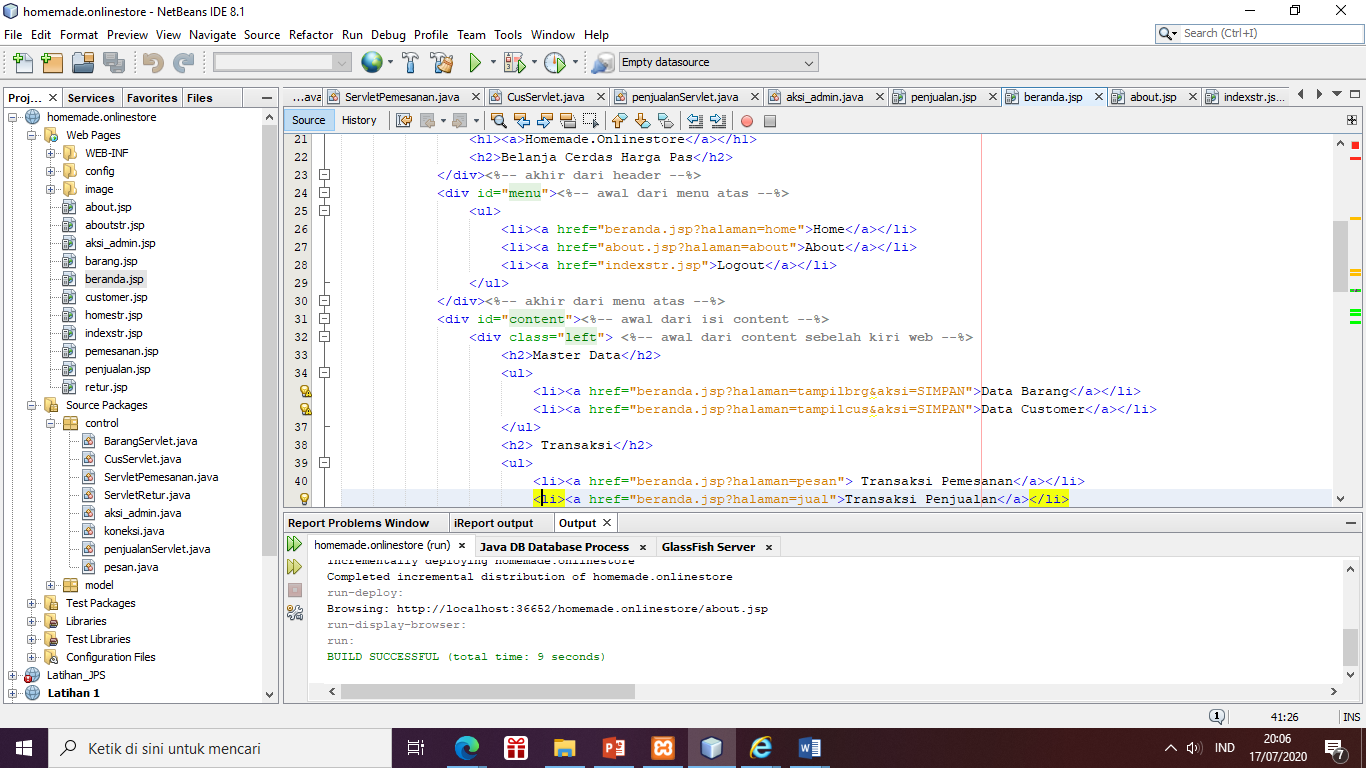 homemade.onlinestore - NetBeans IDE 8.1
File Edit Format Preview View Navigate Source Refactor Run Debug Profile Team Tools Window Help
Search (Ctrl+I)
Empty datasource
Proj... Services Favorites Files
homemade.onlinestore
Web Pages
WEB-INF
config
image
about.jsp
aboutstr.jsp
aksi_admin.jsp
barang.jsp
beranda.jsp
customer.jsp
homestr.jsp
indexstr.jsp
pemesanan.jsp
penjualan.jsp
retur.jsp
Source Packages
control
BarangServlet.java
CusServlet.java
ServletPemesanan.java
ServletRetur.java
aksi_admin.java
koneksi.java
penjualanServlet.java
pesan.java
model
Test Packages
Libraries
Test Libraries
Configuration Files
Latihan_JPS
Latihan 1
...ava ServletPemesanan.java CusServlet.java penjualanServlet.java aksi_admin.java penjualan.jsp beranda.jsp about.jsp indexstr.js...
Source History
21 <h1><a>Homemade.Onlinestore</a></h1>
22 <h2>Belanja Cerdas Harga Pas</h2>
23 </div><%-- akhir dari header --%>
24 <div id="menu"><%-- awal dari menu atas --%>
25 <ul>
26 <li><a href="beranda.jsp?halaman=home">Home</a></li>
27 <li><a href="about.jsp?halaman=about">About</a></li>
28 <li><a href="indexstr.jsp">Logout</a></li>
29 </ul>
30 </div><%-- akhir dari menu atas --%>
31 <div id="content"><%-- awal dari isi content --%>
32 <div class="left"> <%-- awal dari content sebelah kiri web --%>
33 <h2>Master Data</h2>
34 <ul>
<li><a href="beranda.jsp?halaman=tampilbrg&aksi=SIMPAN">Data Barang</a></li>
<li><a href="beranda.jsp?halaman=tampilcus&aksi=SIMPAN">Data Customer</a></li>
37 </ul>
38 <h2> Transaksi</h2>
39 <ul>
40 <li><a href="beranda.jsp?halaman=pesan"> Transaksi Pemesanan</a></li>
<li><a href="beranda.jsp?halaman=jual">Transaksi Penjualan</a></li>
Report Problems Window iReport output Output
homemade.onlinestore (run) Java DB Database Process GlassFish Server
Incrementally deploying homemade.onlinestore
Completed incremental distribution of homemade.onlinestore
run-deploy:
Browsing: http://localhost:36652/homemade.onlinestore/about.jsp
run-display-browser:
run:
BUILD SUCCESSFUL (total time: 9 seconds)
1 41:26 INS
Ketik di sini untuk mencari
IND
20:06
17/07/2020
7